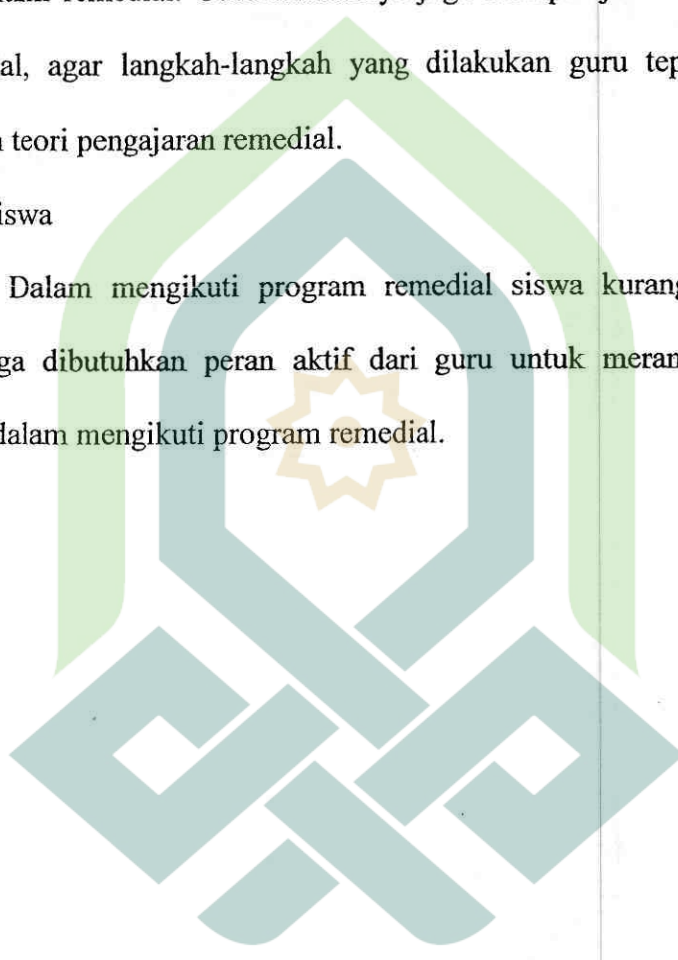 remedial.
al, agar langkah-langkah yang dilakukan guru tep
teori pengajaran remedial.
iswa
Dalam mengikuti program remedial siswa kurang
ga dibutuhkan peran aktif dari guru untuk meran
dalam mengikuti program remedial.